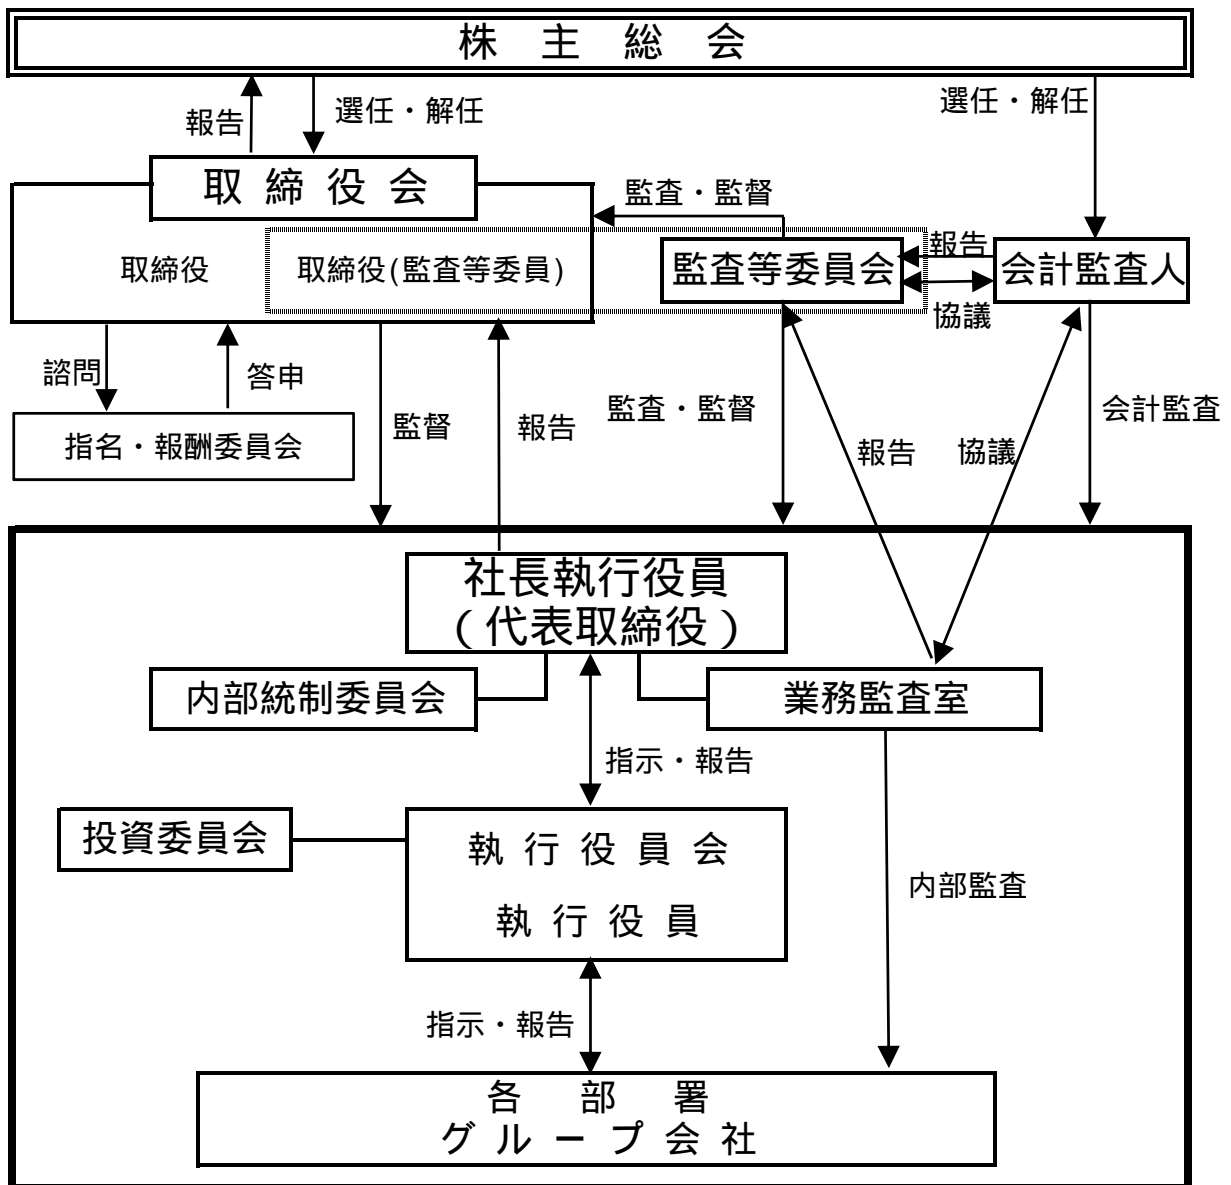 株主総会
報告
選任・解任
選任・解任
取締役会
監査・監督
取締役
取締役(監査等委員)
監査等委員会
報告
会計監査人
協議
諮問
答申
指名・報酬委員会
監督
報告
監査・監督
報告
協議
会計監査
社長執行役員
(代表取締役)
内部統制委員会
業務監査室
指示・報告
投資委員会
執行役員会
執行役員
内部監査
指示・報告
各部署
グループ会社